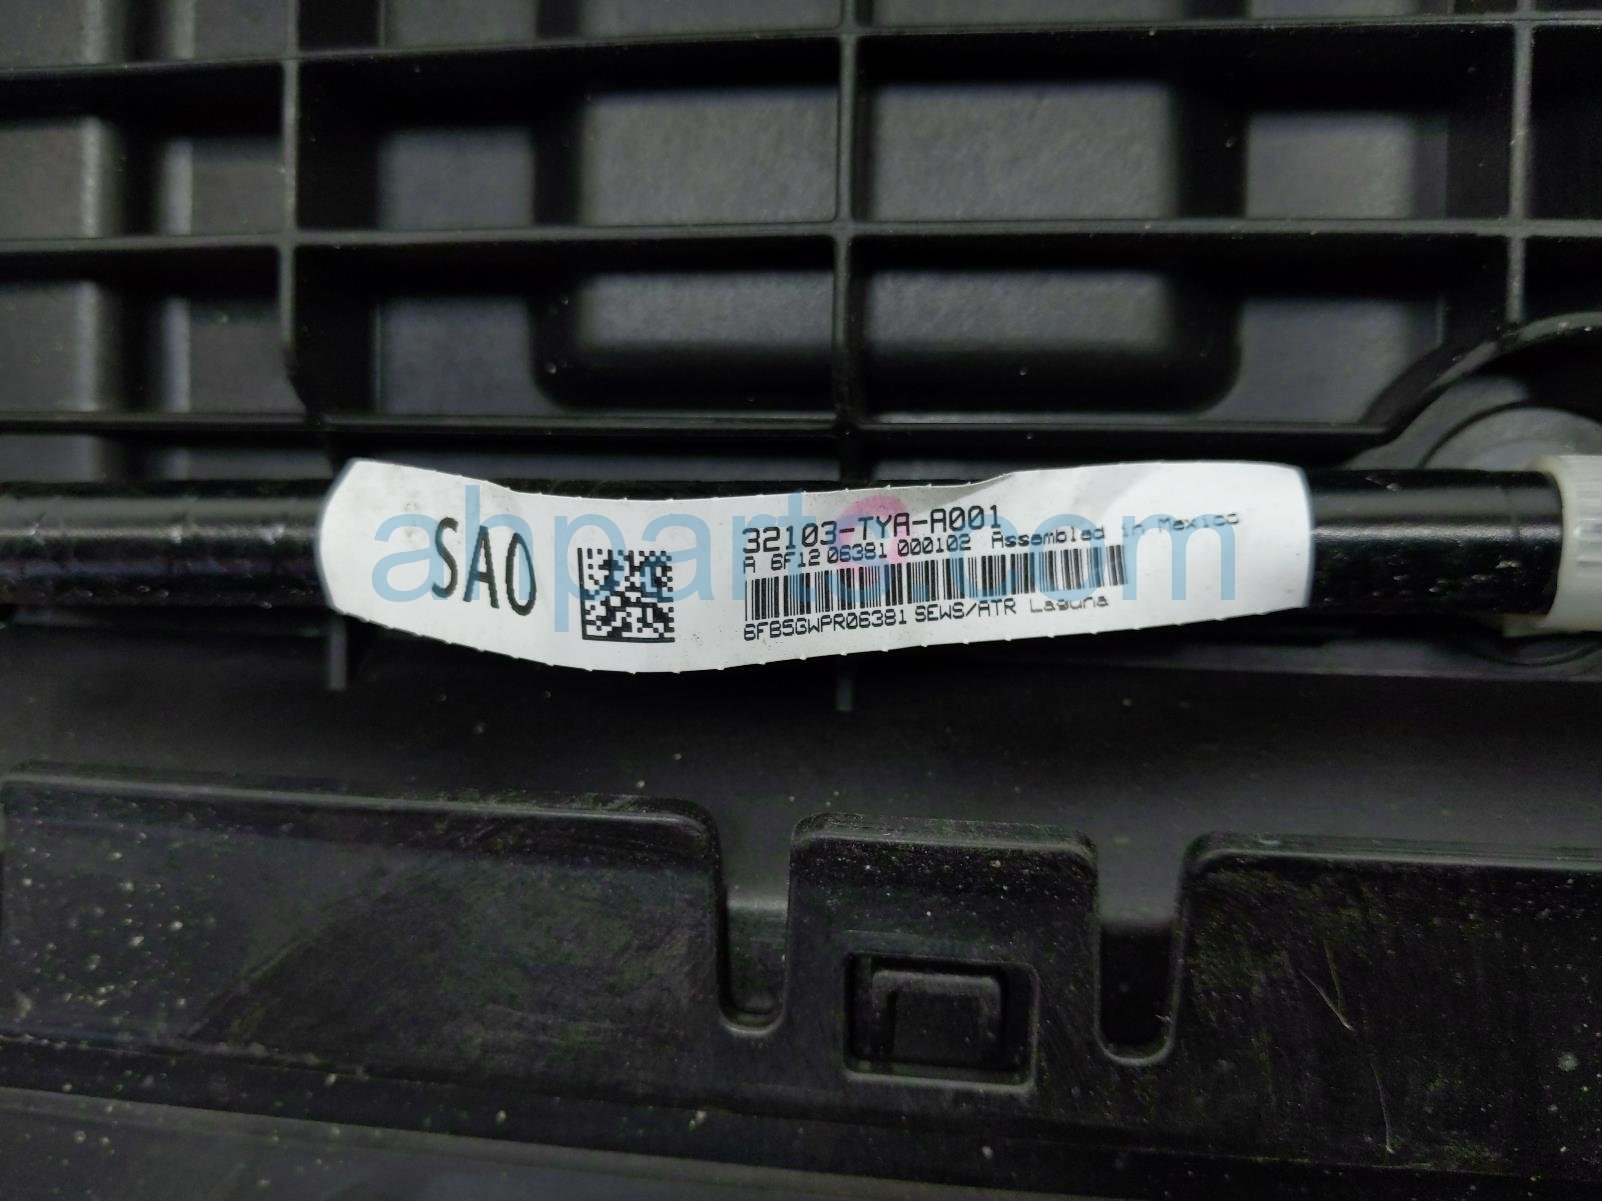 SA0
32103-TYA-A001
A 6F12 06381 000102 Assembled in Mexico
6FB5GWPR06381 SEWS/ATR Laguna
ahparts.com